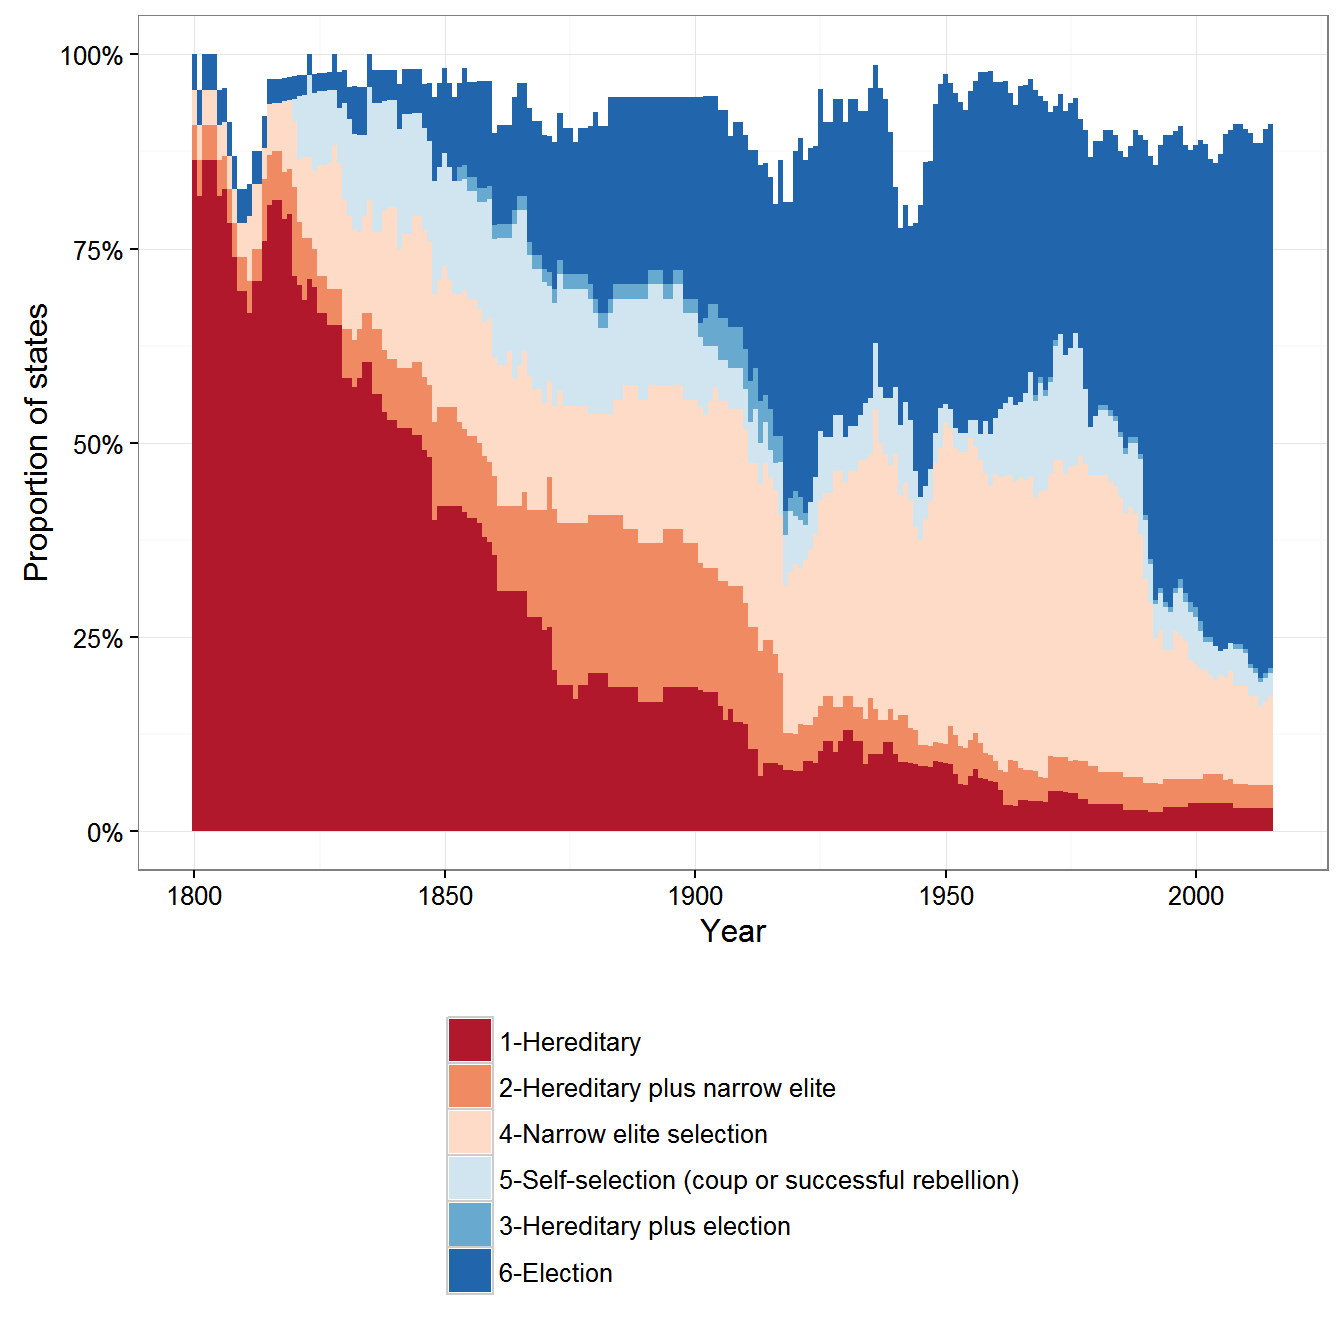 100%
75%
50%
25%
0%
Proportion of states
1800
1850
1900
1950
2000
Year
1-Hereditary
2-Hereditary plus narrow elite
4-Narrow elite selection
5-Self-selection (coup or successful rebellion)
3-Hereditary plus election
6-Election